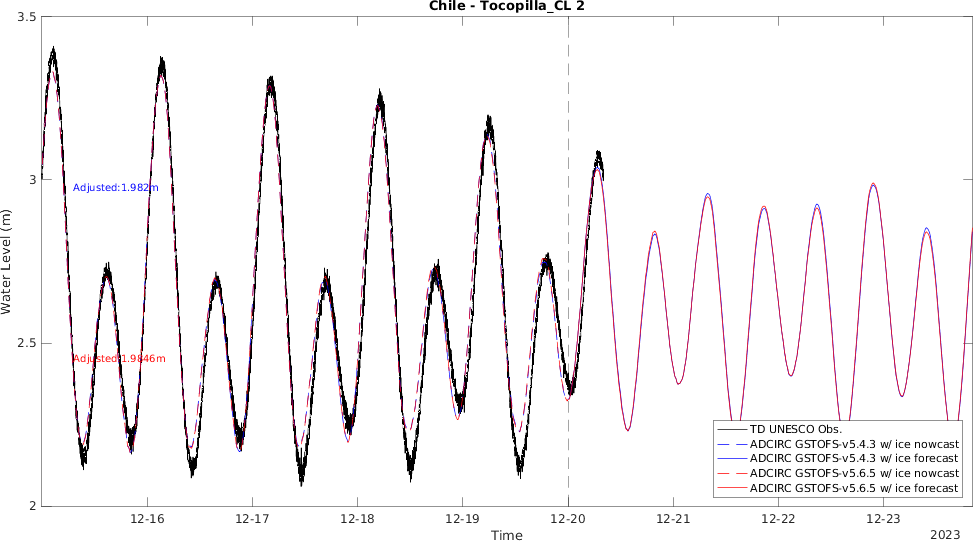 Chile - Tocopilla_CL 2
3.5
3
2.5
2
Water Level (m)
Adjusted:1.982m
Adjusted:1.9846m
TD UNESCO Obs.
ADCIRC GSTOFS-v5.4.3 w/ ice nowcast
ADCIRC GSTOFS-v5.4.3 w/ ice forecast
ADCIRC GSTOFS-v5.6.5 w/ ice nowcast
ADCIRC GSTOFS-v5.6.5 w/ ice forecast
12-16 12-17 12-18 12-19 12-20 12-21 12-22 12-23
Time
2023